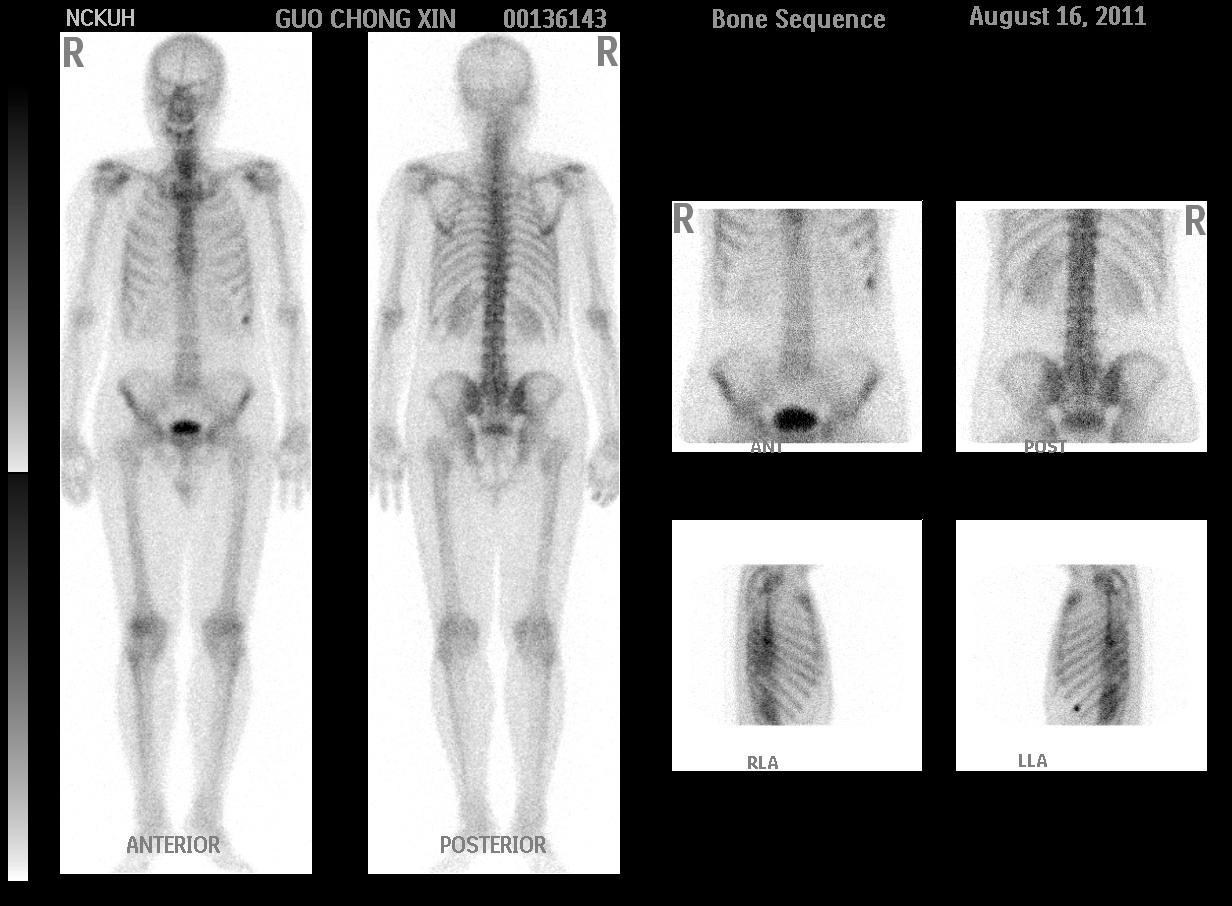 NCKUH GUO CHONG XIN 00136143 Bone Sequence August 16, 2011
R R
R R
ANT POST
RLA LLA
ANTERIOR POSTERIOR